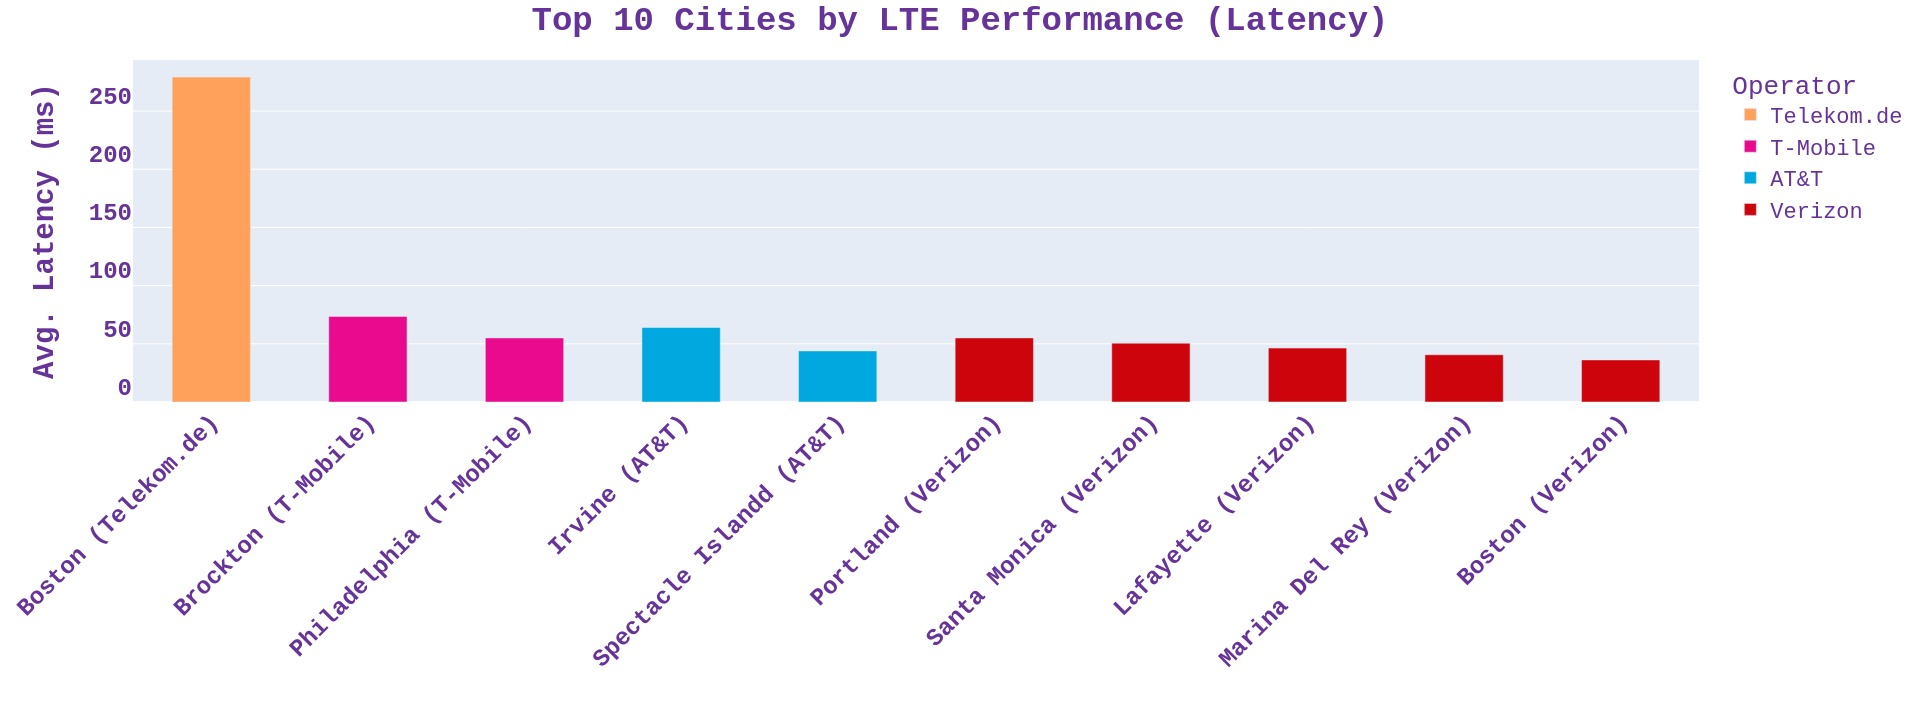 Top 10 Cities by LTE Performance (Latency)
Avg. Latency (ms)
250
200
150
100
50
0
Boston (Telekom.de)
Brockton (T-Mobile)
Philadelphia (T-Mobile)
Irvine (AT&T)
Spectacle Islandd (AT&T)
Portland (Verizon)
Santa Monica (Verizon)
Lafayette (Verizon)
Marina Del Rey (Verizon)
Boston (Verizon)
Operator
Telekom.de
T-Mobile
AT&T
Verizon